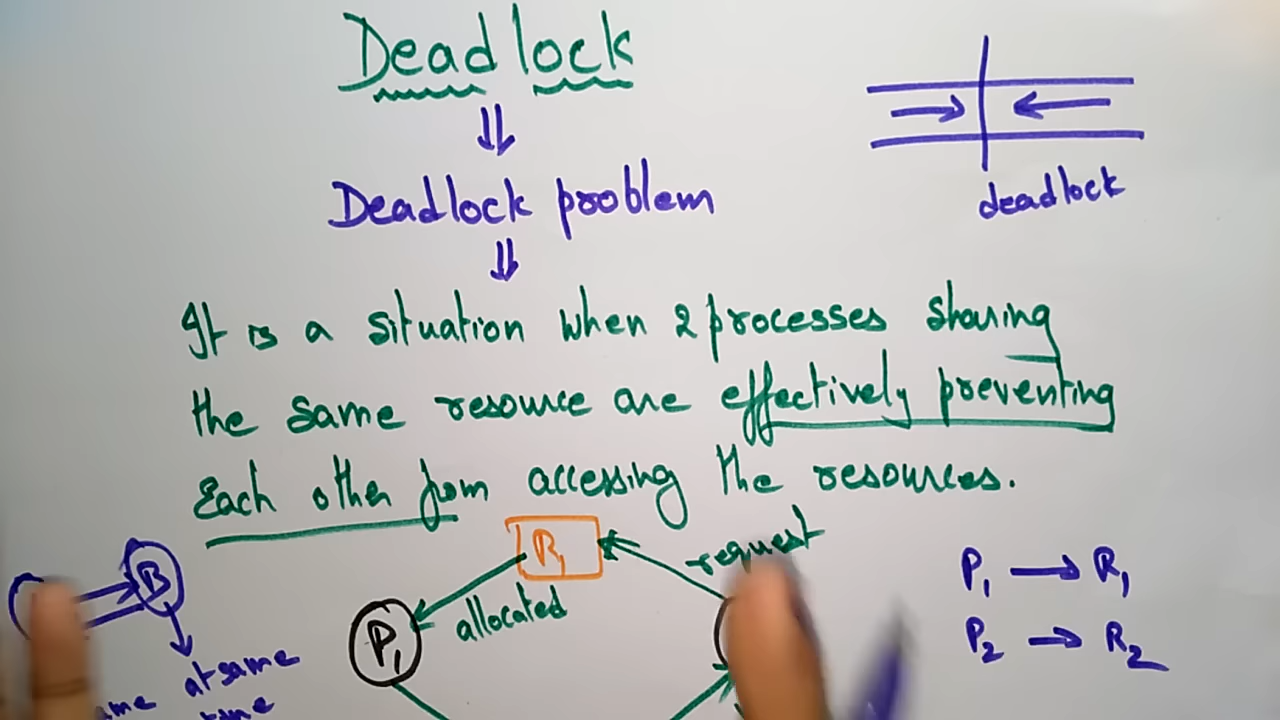 Deadlock
deadlock
Deadlock problem
It is a situation when 2 processes sharing
the same resource are effectively preventing
Each other from accessing the resources.
R1
request
allocated
P1
B
at same
P1 → R1
P2 → R2